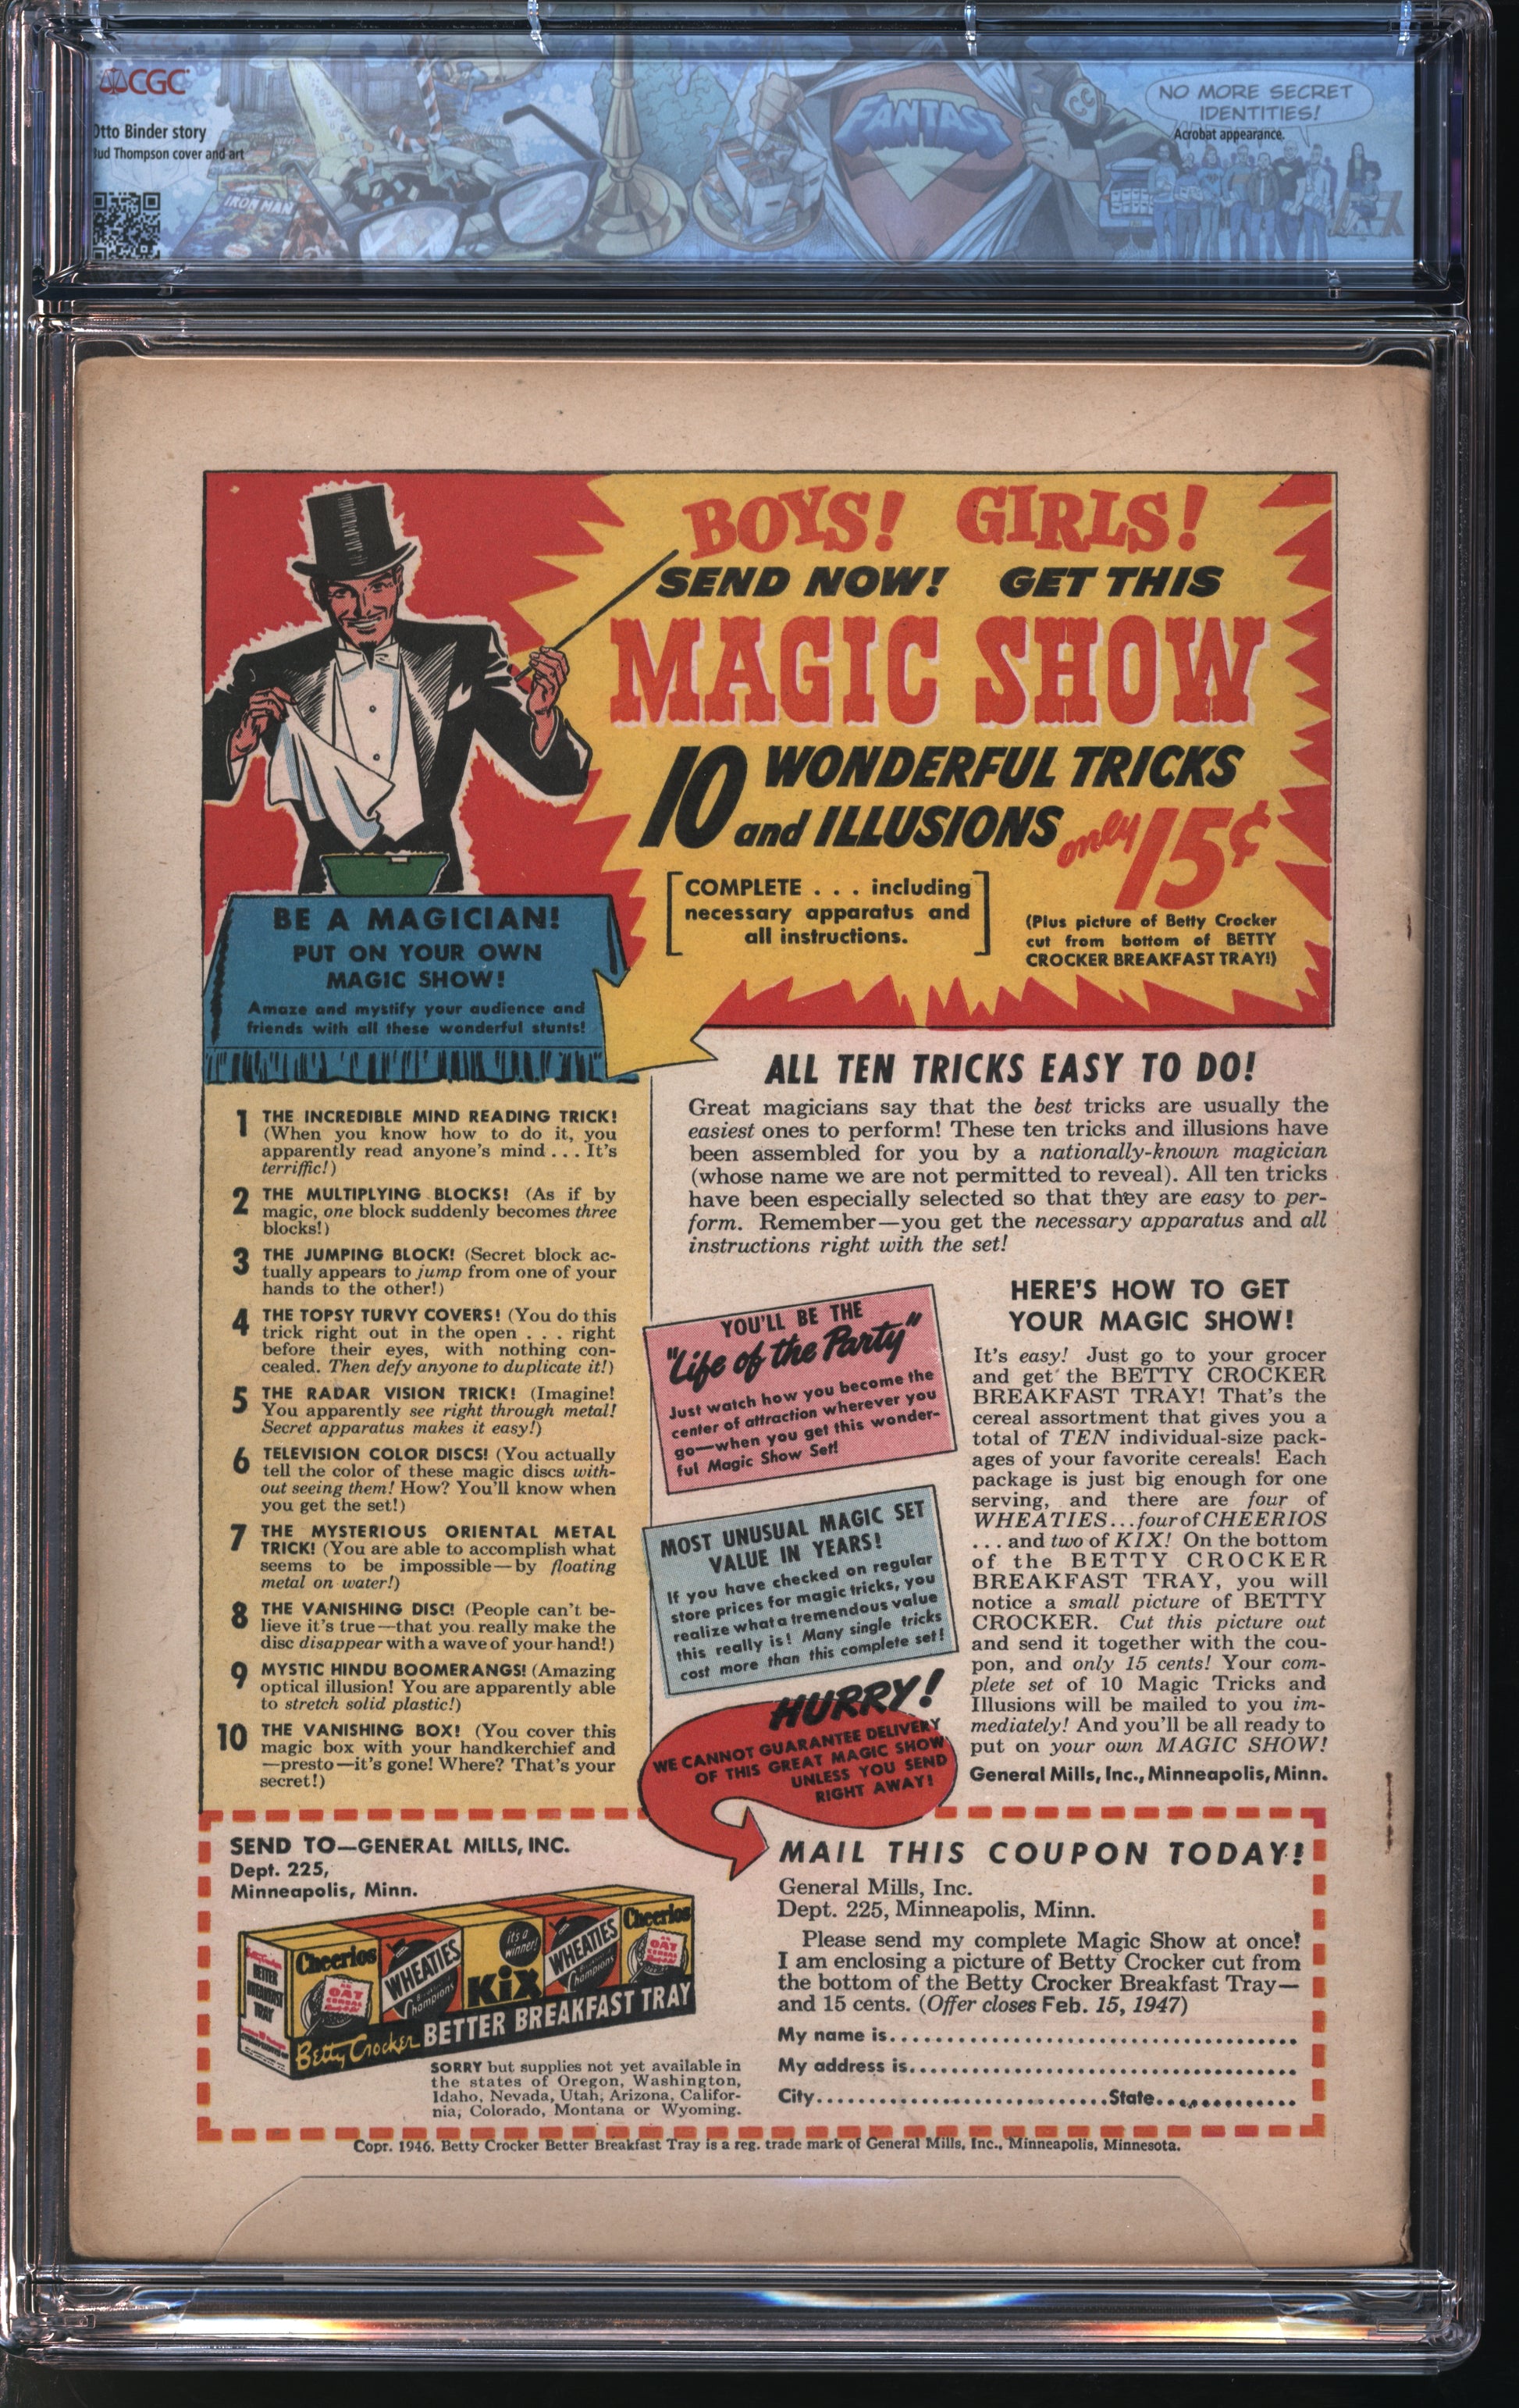 CGC
Otto Binder story
Bud Thompson cover and art
IRON MAN
FANTAST
CC
NO MORE SECRET
IDENTITIES!
Acrobat appearance.
BOYS! GIRLS!
SEND NOW! GET THIS
MAGIC SHOW
10 WONDERFUL TRICKS
and ILLUSIONS only 15¢
[COMPLETE . . . including
necessary apparatus and
all instructions.]
(Plus picture of Betty Crocker
cut from bottom of BETTY
CROCKER BREAKFAST TRAY!)
BE A MAGICIAN!
PUT ON YOUR OWN
MAGIC SHOW!
Amaze and mystify your audience and
friends with all these wonderful stunts!
1 THE INCREDIBLE MIND READING TRICK!
(When you know how to do it, you
apparently read anyone's mind . . . It's
terriffic!)
2 THE MULTIPLYING BLOCKS! (As if by
magic, one block suddenly becomes three
blocks!)
3 THE JUMPING BLOCK! (Secret block ac-
tually appears to jump from one of your
hands to the other!)
4 THE TOPSY TURVY COVERS! (You do this
trick right out in the open . . . right
before their eyes, with nothing con-
cealed. Then defy anyone to duplicate it!)
5 THE RADAR VISION TRICK! (Imagine!
You apparently see right through metal!
Secret apparatus makes it easy!)
6 TELEVISION COLOR DISCS! (You actually
tell the color of these magic discs with-
out seeing them! How? You'll know when
you get the set!)
7 THE MYSTERIOUS ORIENTAL METAL
TRICK! (You are able to accomplish what
seems to be impossible—by floating
metal on water!)
8 THE VANISHING DISC! (People can't be-
lieve it's true—that you really make the
disc disappear with a wave of your hand!)
9 MYSTIC HINDU BOOMERANGS! (Amazing
optical illusion! You are apparently able
to stretch solid plastic!)
10 THE VANISHING BOX! (You cover this
magic box with your handkerchief and
—presto—it's gone! Where? That's your
secret!)
ALL TEN TRICKS EASY TO DO!
Great magicians say that the best tricks are usually the
easiest ones to perform! These ten tricks and illusions have
been assembled for you by a nationally-known magician
(whose name we are not permitted to reveal). All ten tricks
have been especially selected so that they are easy to per-
form. Remember—you get the necessary apparatus and all
instructions right with the set!
YOU'LL BE THE
"Life of the Party"
Just watch how you become the
center of attraction wherever you
go—when you get this wonder-
ful Magic Show Set!
MOST UNUSUAL MAGIC SET
VALUE IN YEARS!
If you have checked on regular
store prices for magic tricks, you
realize what a tremendous value
this really is! Many single tricks
cost more than this complete set!
HURRY!
WE CANNOT GUARANTEE DELIVERY
OF THIS GREAT MAGIC SHOW
UNLESS YOU SEND
RIGHT AWAY!
HERE'S HOW TO GET
YOUR MAGIC SHOW!
It's easy! Just go to your grocer
and get the BETTY CROCKER
BREAKFAST TRAY! That's the
cereal assortment that gives you a
total of TEN individual-size pack-
ages of your favorite cereals! Each
package is just big enough for one
serving, and there are four of
WHEATIES...four of CHEERIOS
. . . and two of KIX! On the bottom
of the BETTY CROCKER
BREAKFAST TRAY, you will
notice a small picture of BETTY
CROCKER. Cut this picture out
and send it together with the cou-
pon, and only 15 cents! Your com-
plete set of 10 Magic Tricks and
Illusions will be mailed to you im-
mediately! And you'll be all ready to
put on your own MAGIC SHOW!
General Mills, Inc., Minneapolis, Minn.
SEND TO—GENERAL MILLS, INC.
Dept. 225,
Minneapolis, Minn.
BETTER
BREAKFAST
TRAY
Cheerios
OAT
CEREAL
WHEATIES
Champions
it's a
winner!
KiX
WHEATIES
Champions
Cheerios
OAT
CEREAL
Betty Crocker BETTER BREAKFAST TRAY
SORRY but supplies not yet available in
the states of Oregon, Washington,
Idaho, Nevada, Utah, Arizona, Califor-
nia, Colorado, Montana or Wyoming.
MAIL THIS COUPON TODAY!
General Mills, Inc.
Dept. 225, Minneapolis, Minn.
Please send my complete Magic Show at once!
I am enclosing a picture of Betty Crocker cut from
the bottom of the Betty Crocker Breakfast Tray—
and 15 cents. (Offer closes Feb. 15, 1947)
My name is........................................
My address is......................................
City..............................State..............
Copr. 1946. Betty Crocker Better Breakfast Tray is a reg. trade mark of General Mills, Inc., Minneapolis, Minnesota.